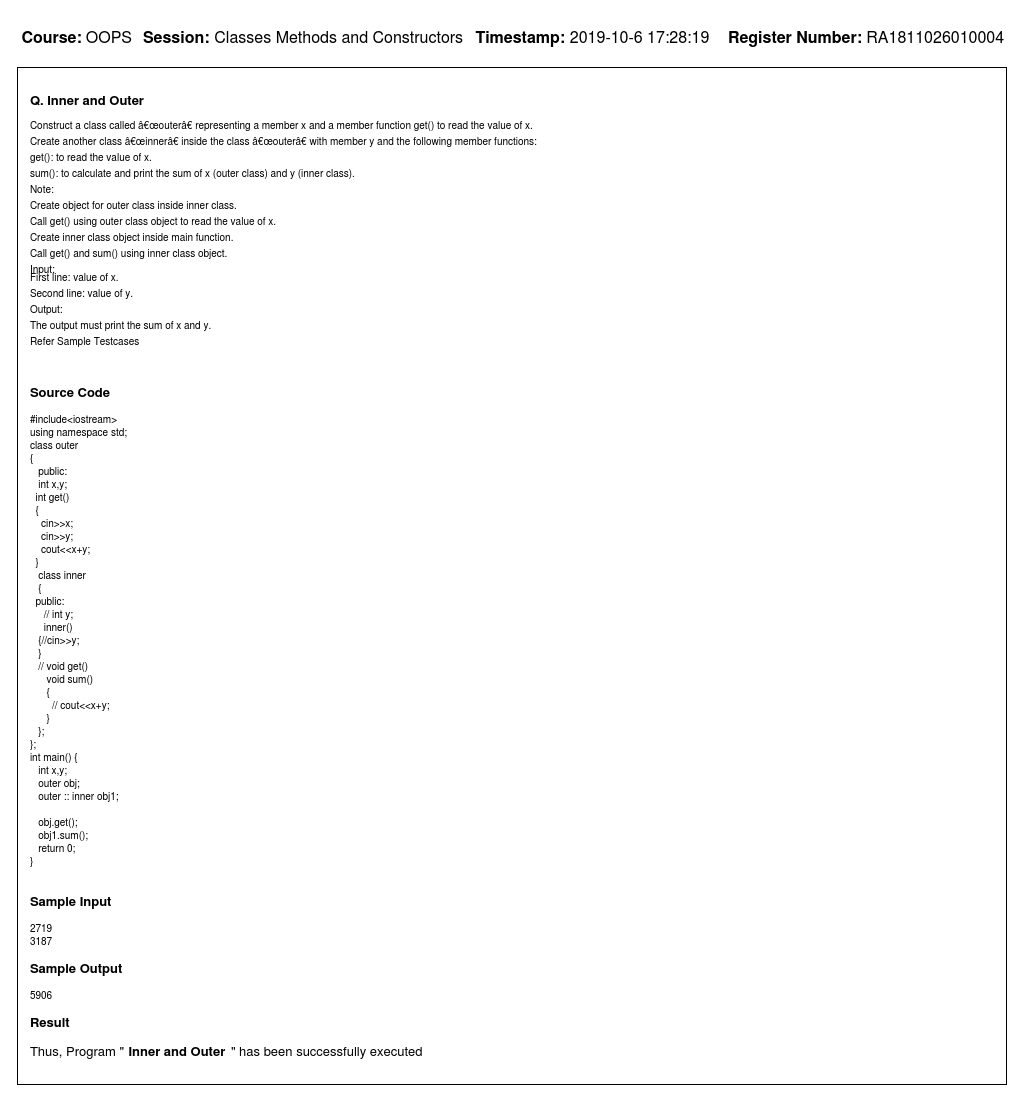 Course: OOPS Session: Classes Methods and Constructors Timestamp: 2019-10-6 17:28:19 Register Number: RA1811026010004
Q. Inner and Outer
Construct a class called â€œouterâ€ representing a member x and a member function get() to read the value of x.
Create another class â€œinnerâ€ inside the class â€œouterâ€ with member y and the following member functions:
get(): to read the value of x.
sum(): to calculate and print the sum of x (outer class) and y (inner class).
Note:
Create object for outer class inside inner class.
Call get() using outer class object to read the value of x.
Create inner class object inside main function.
Call get() and sum() using inner class object.
Input:
First line: value of x.
Second line: value of y.
Output:
The output must print the sum of x and y.
Refer Sample Testcases
Source Code
#include<iostream>
using namespace std;
class outer
{
public:
int x,y;
int get()
{
cin>>x;
cin>>y;
cout<<x+y;
}
class inner
{
public:
// int y;
inner()
{//cin>>y;
}
// void get()
void sum()
{
// cout<<x+y;
}
};
};
int main() {
int x,y;
outer obj;
outer :: inner obj1;
obj.get();
obj1.sum();
return 0;
}
Sample Input
2719
3187
Sample Output
5906
Result
Thus, Program " Inner and Outer " has been successfully executed